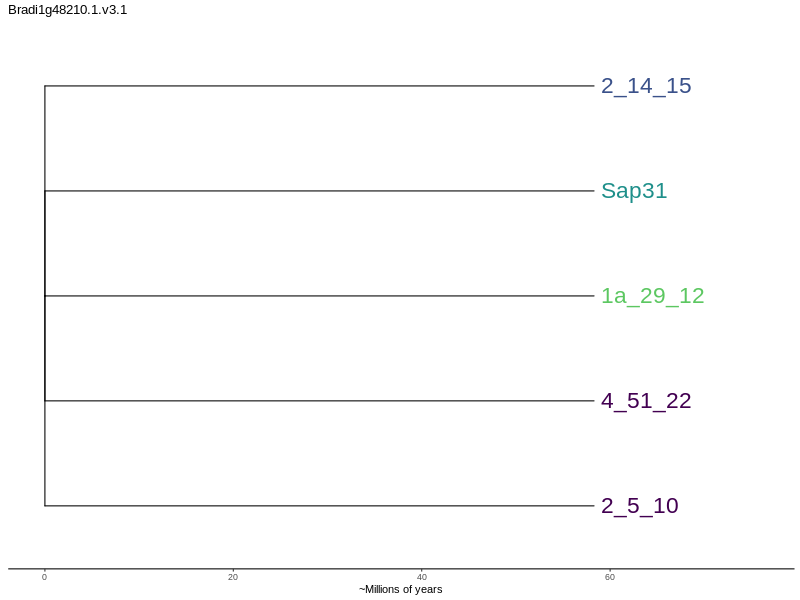 Bradi1g48210.1.v3.1
2_14_15
Sap31
1a_29_12
4_51_22
2_5_10
0 20 40 60
~Millions of years